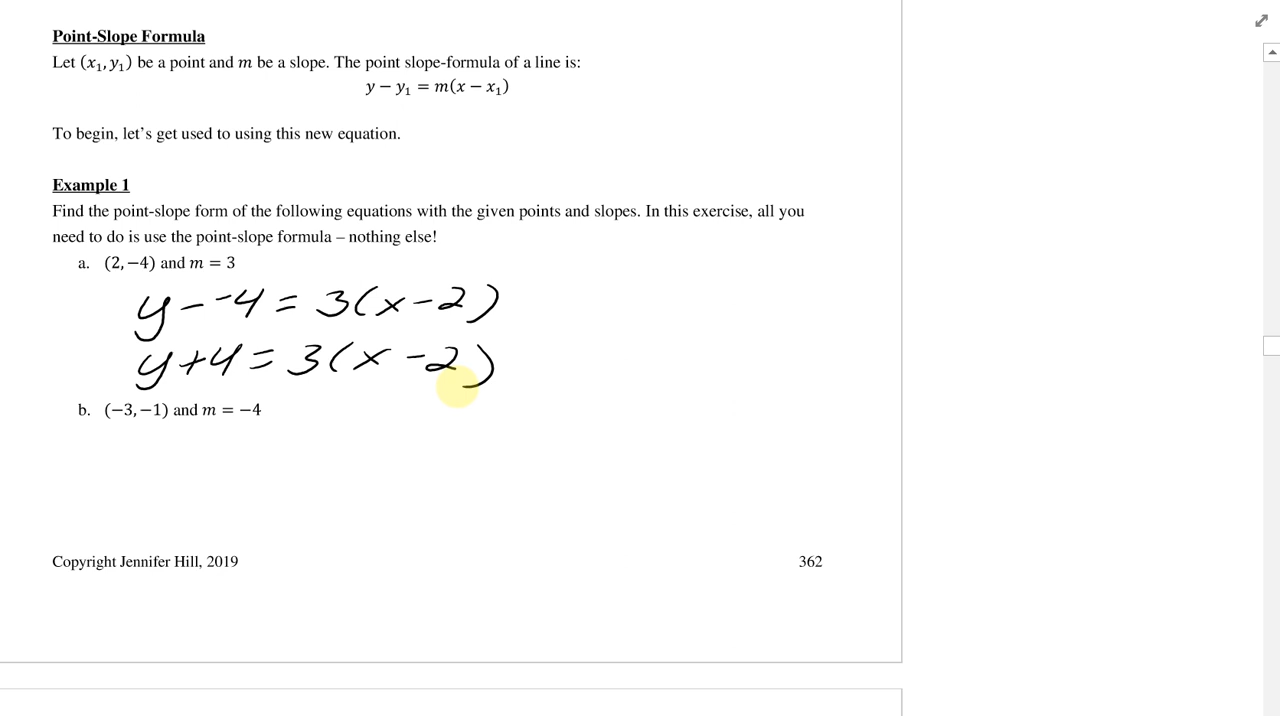 Point-Slope Formula
Let (x₁, y₁) be a point and m be a slope. The point slope-formula of a line is:
y − y₁ = m(x − x₁)
To begin, let's get used to using this new equation.
Example 1
Find the point-slope form of the following equations with the given points and slopes. In this exercise, all you
need to do is use the point-slope formula – nothing else!
a. (2, −4) and m = 3
y - -4 = 3(x - 2)
y + 4 = 3(x - 2)
b. (−3, −1) and m = −4
Copyright Jennifer Hill, 2019 362